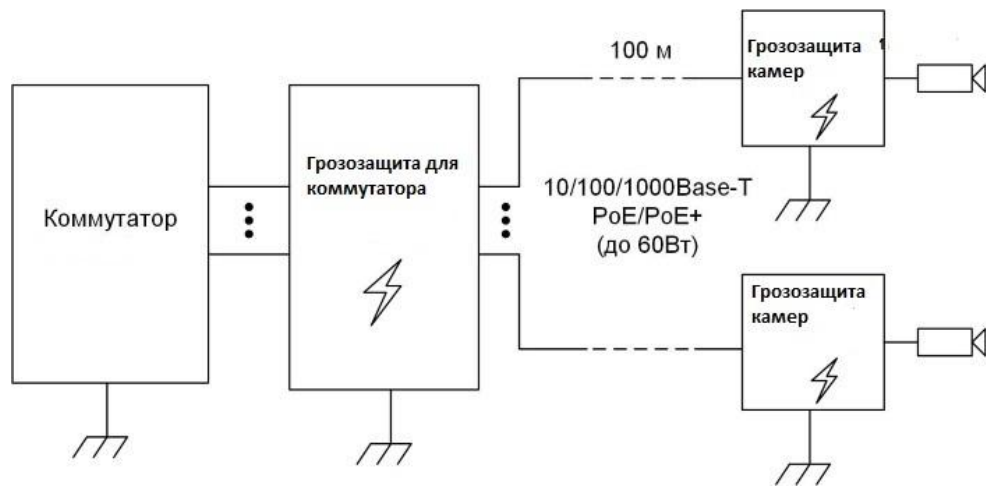 Коммутатор
Грозозащита для
коммутатора
100 м
10/100/1000Base-T
PoE/PoE+
(до 60Вт)
Грозозащита
камер
Грозозащита
камер